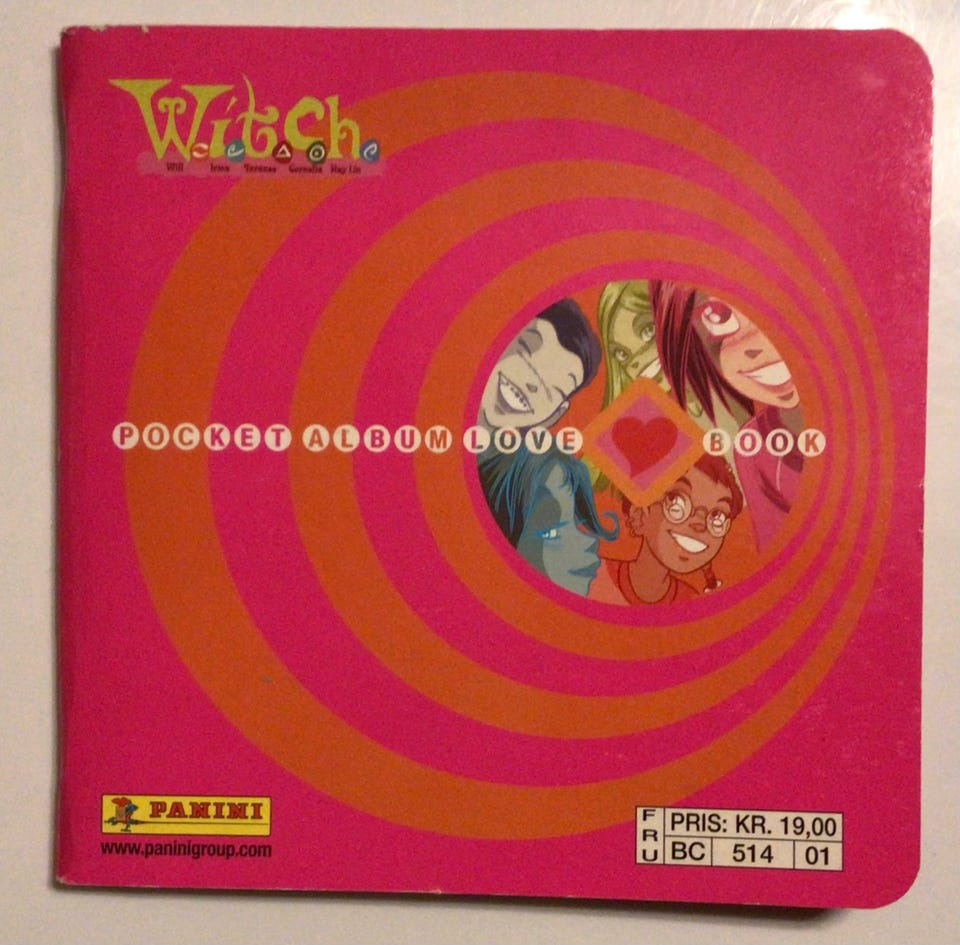 Witch
Will Irma Taranee Cornelia Hay Lin
POCKET ALBUM LOVE BOOK
PANINI
www.paninigroup.com
FRU
PRIS: KR. 19,00
BC 514 01